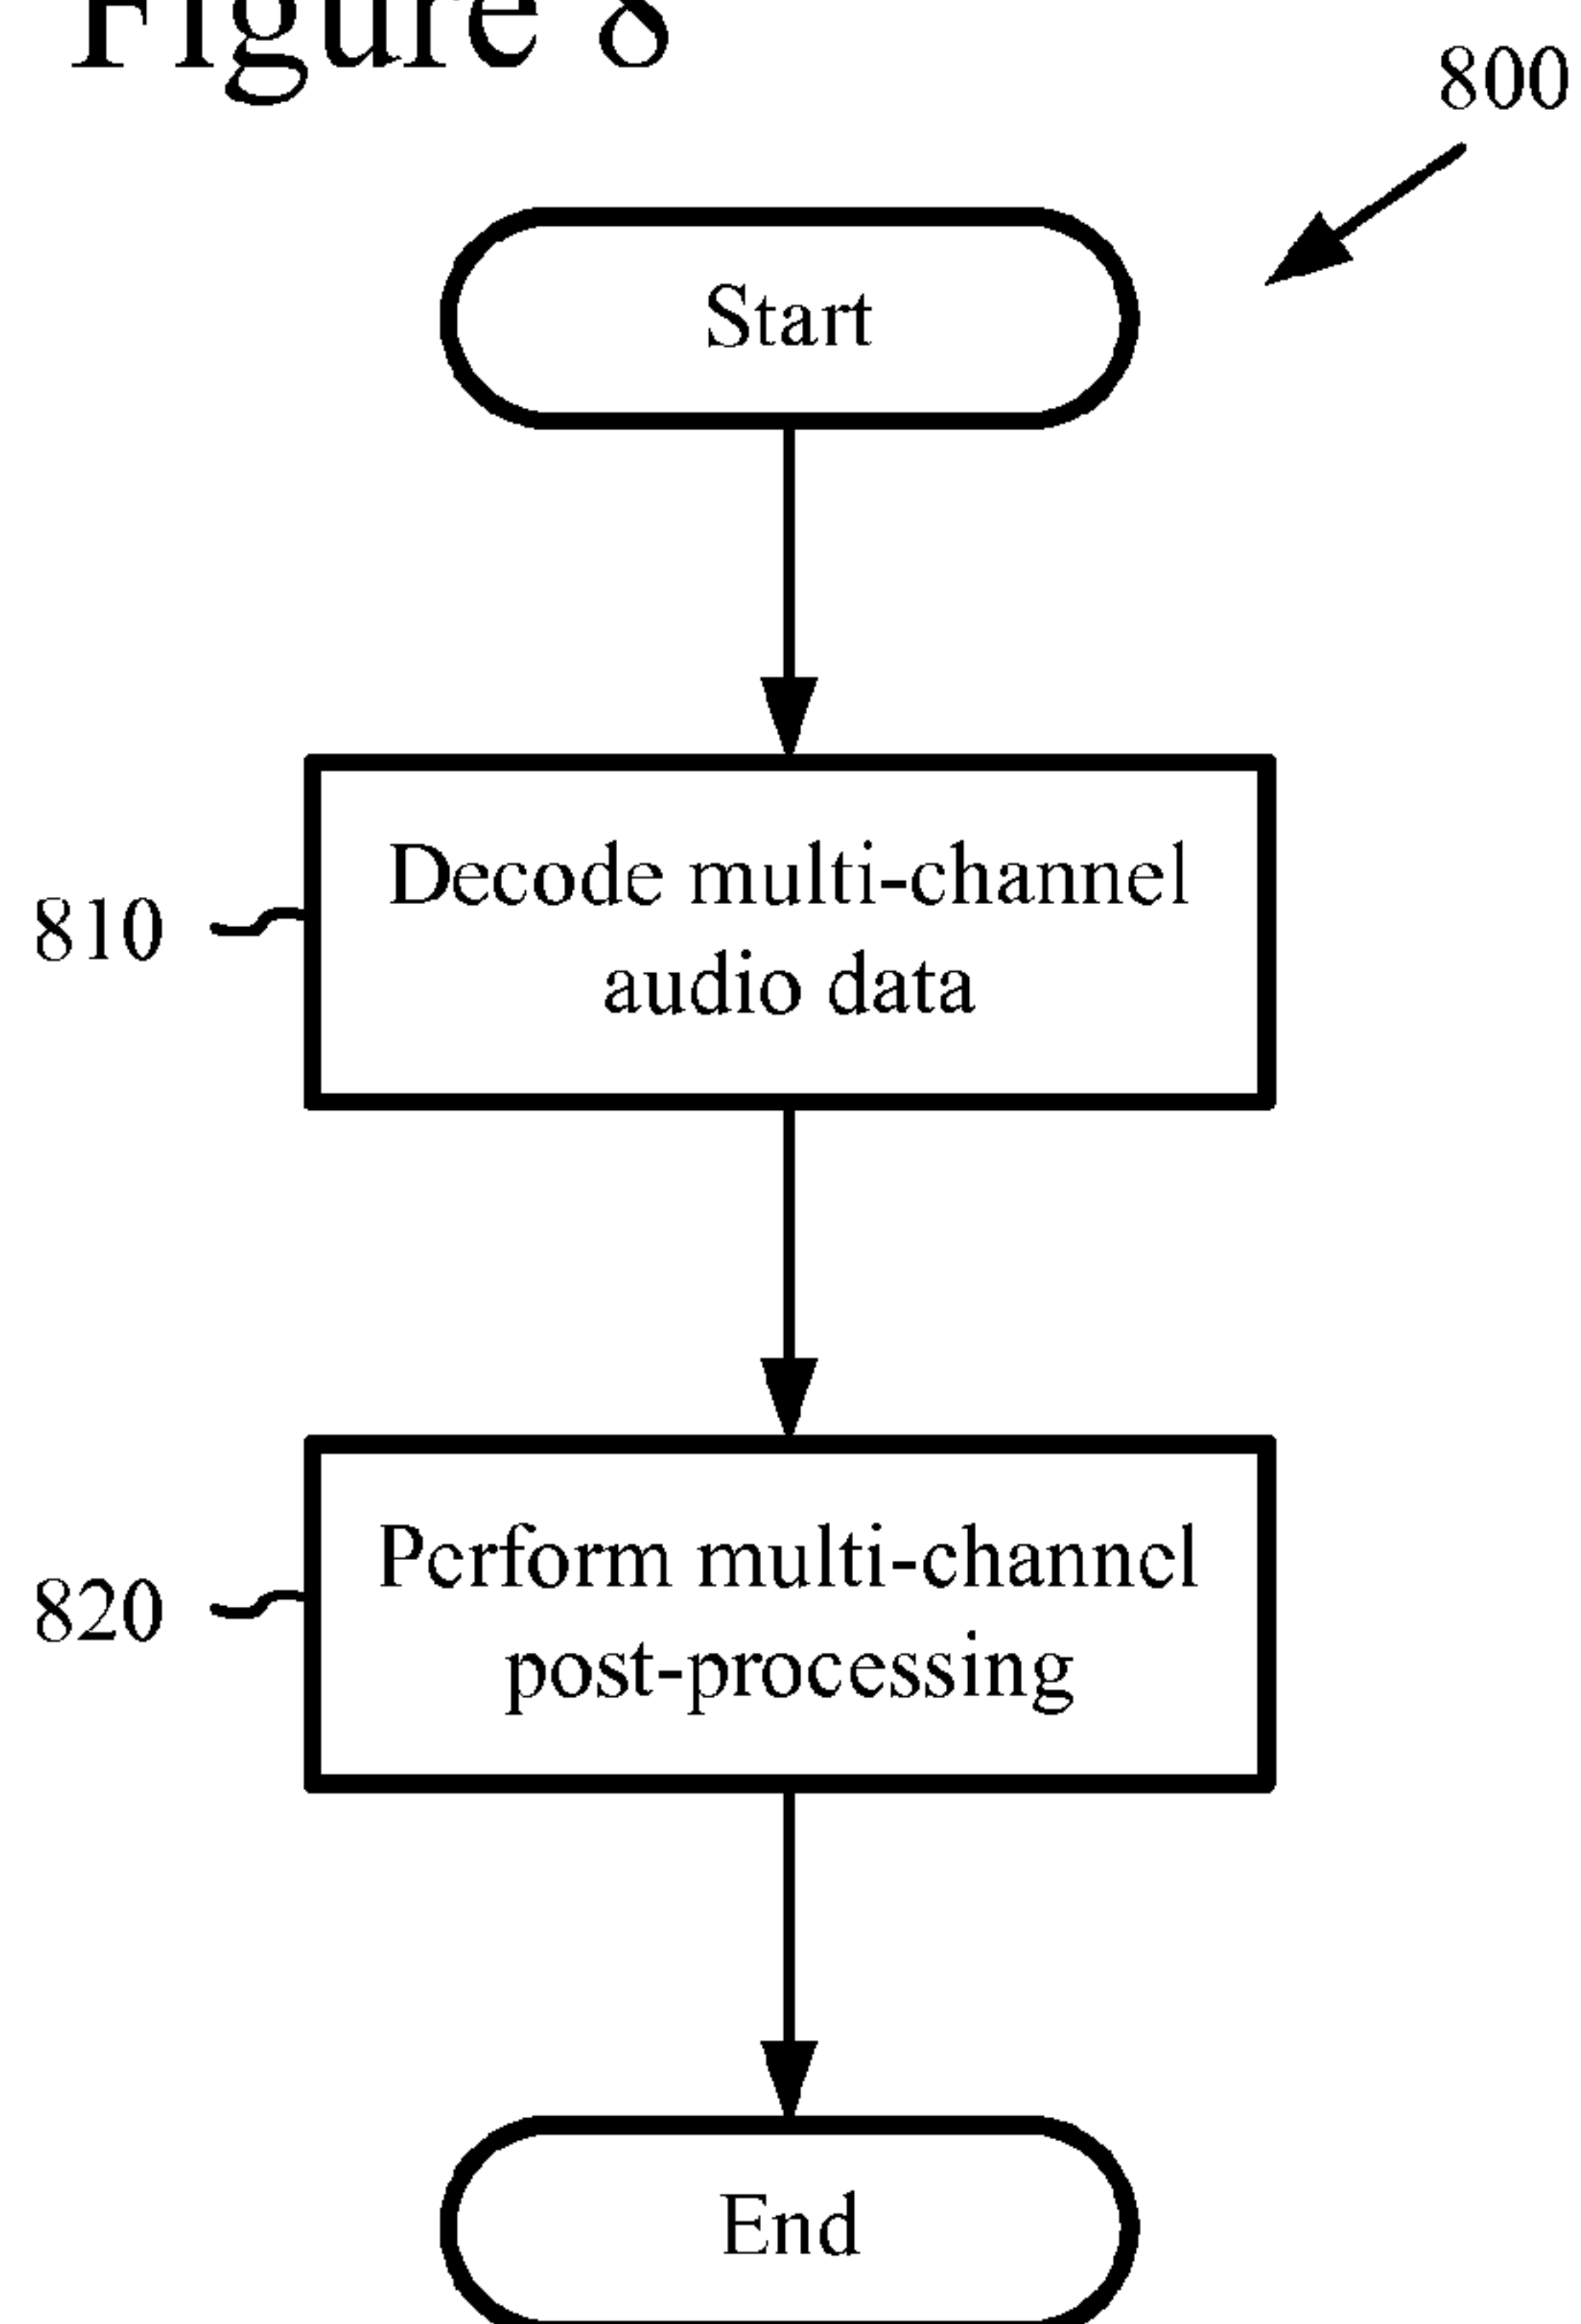 Figure 8
800
Start
810
Decode multi-channel
audio data
820
Perform multi-channel
post-processing
End